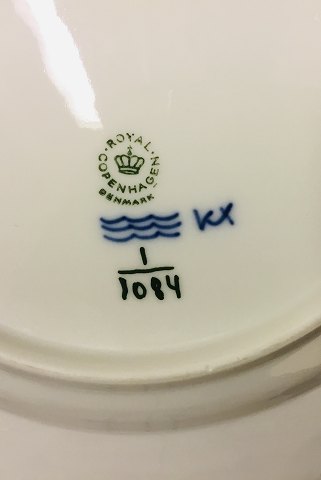 ROYAL
COPENHAGEN
DENMARK
KX
1
1084